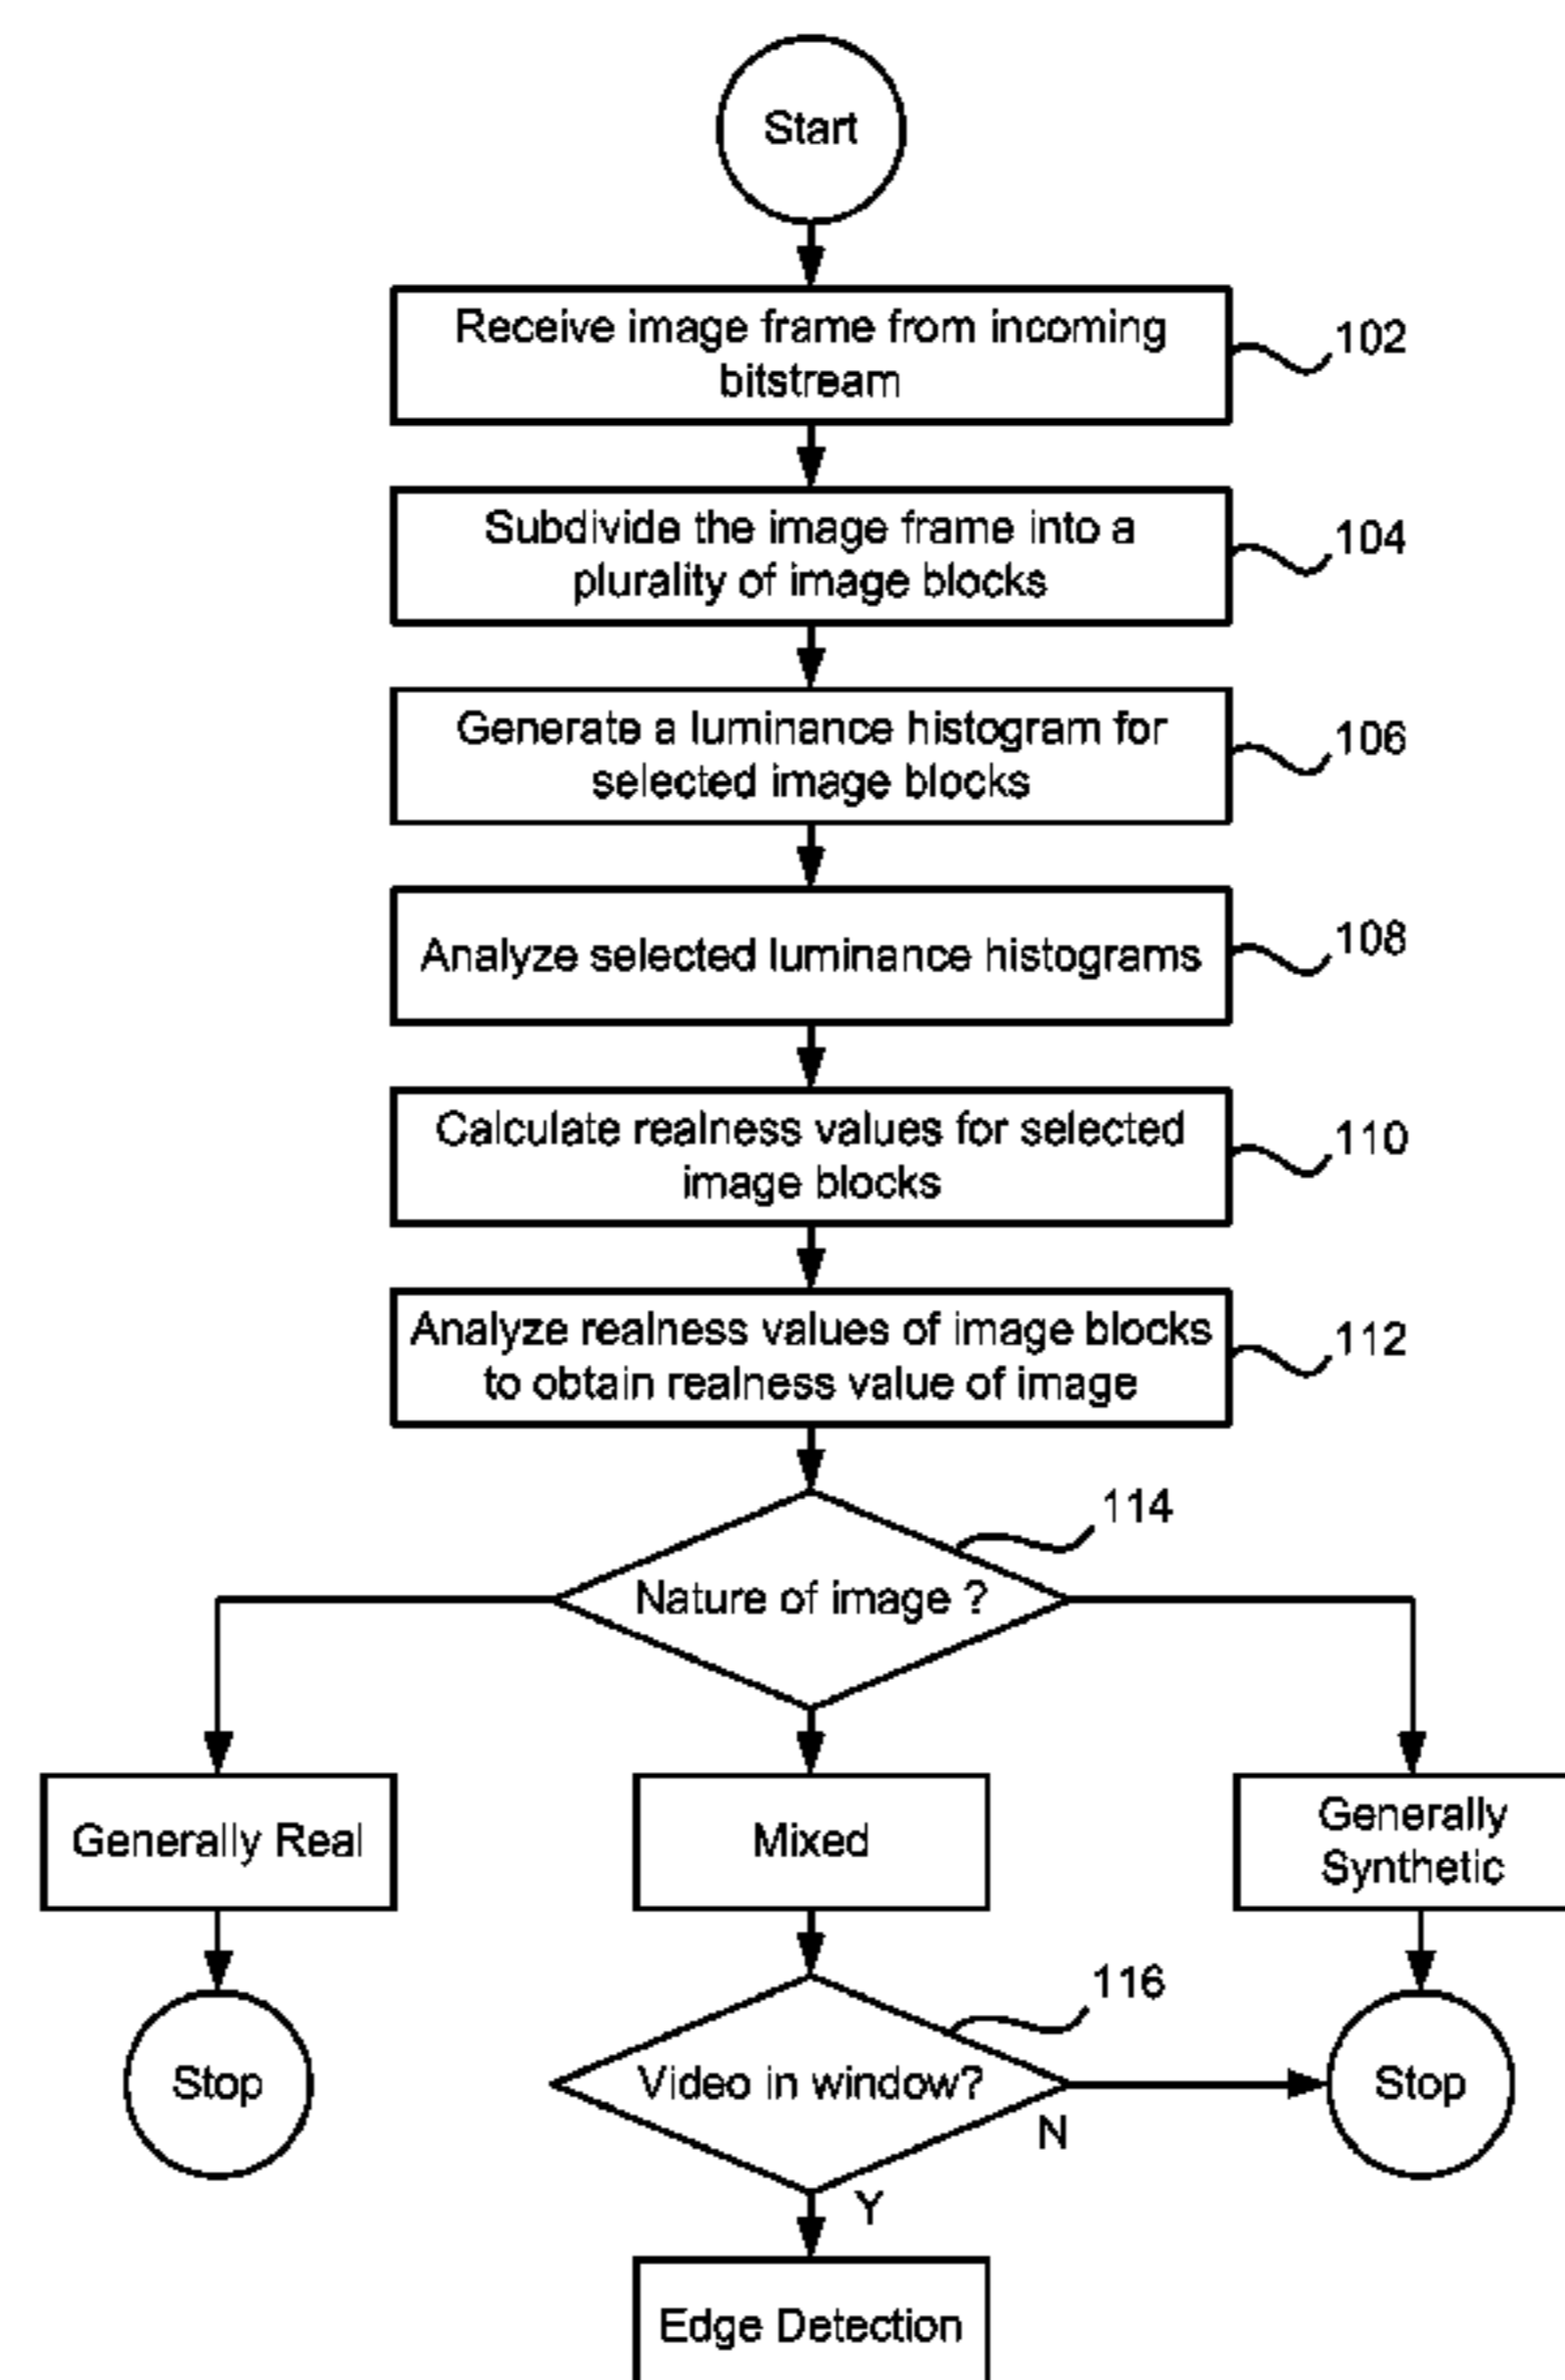 Start
Receive image frame from incoming
bitstream
102
Subdivide the image frame into a
plurality of image blocks
104
Generate a luminance histogram for
selected image blocks
106
Analyze selected luminance histograms
108
Calculate realness values for selected
image blocks
110
Analyze realness values of image blocks
to obtain realness value of image
112
114
Nature of image ?
Generally Real
Mixed
Generally
Synthetic
116
Stop
Video in window?
Stop
N
Y
Edge Detection